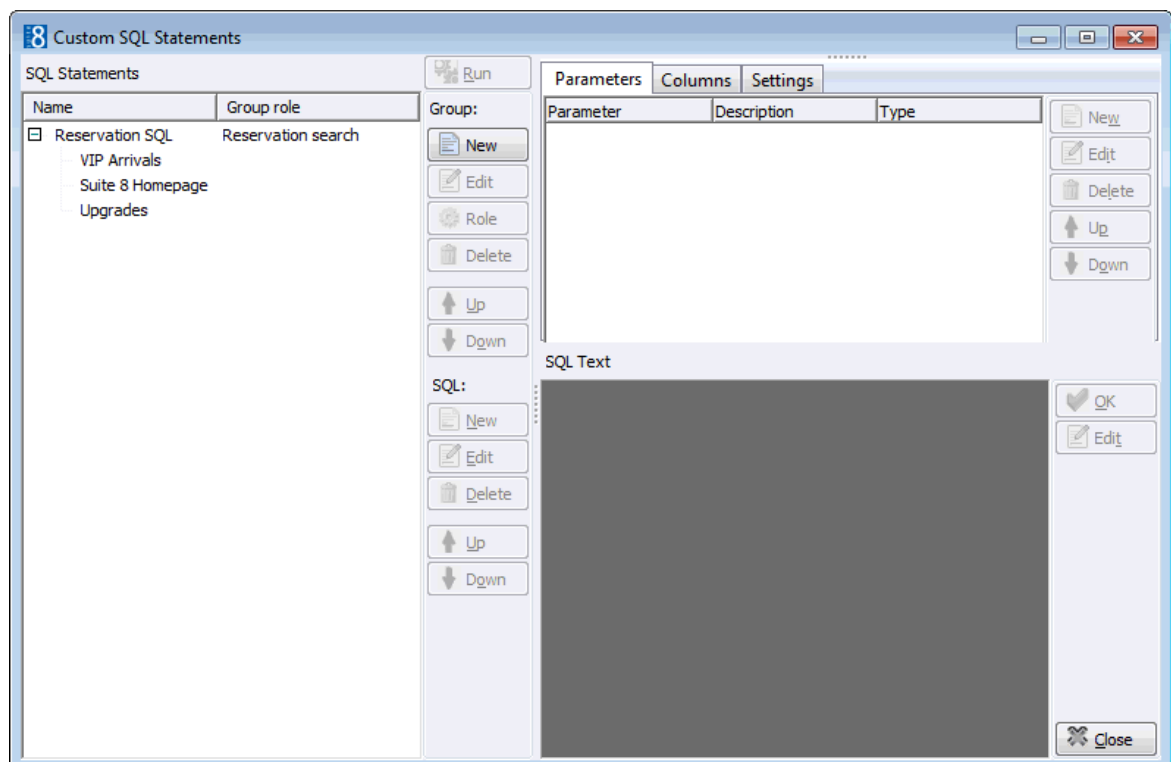 8 Custom SQL Statements
SQL Statements
Name Group role
Reservation SQL Reservation search
VIP Arrivals
Suite 8 Homepage
Upgrades
Run
Group:
New
Edit
Role
Delete
Up
Down
SQL:
New
Edit
Delete
Up
Down
Parameters Columns Settings
Parameter Description Type
New
Edit
Delete
Up
Down
SQL Text
OK
Edit
Close